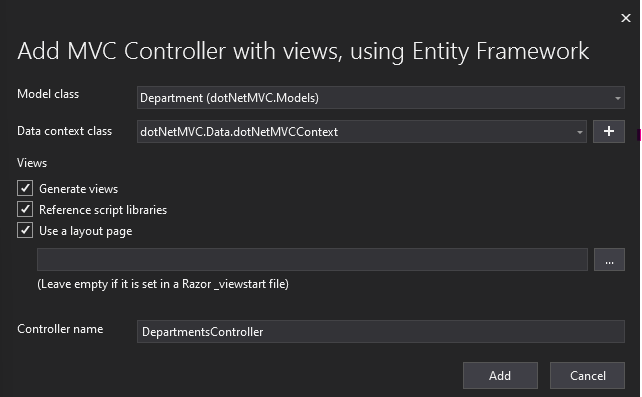 Add MVC Controller with views, using Entity Framework
Model class
Department (dotNetMVC.Models)
Data context class
dotNetMVC.Data.dotNetMVCContext
+
Views
Generate views
Reference script libraries
Use a layout page
...
(Leave empty if it is set in a Razor _viewstart file)
Controller name
DepartmentsController
Add
Cancel